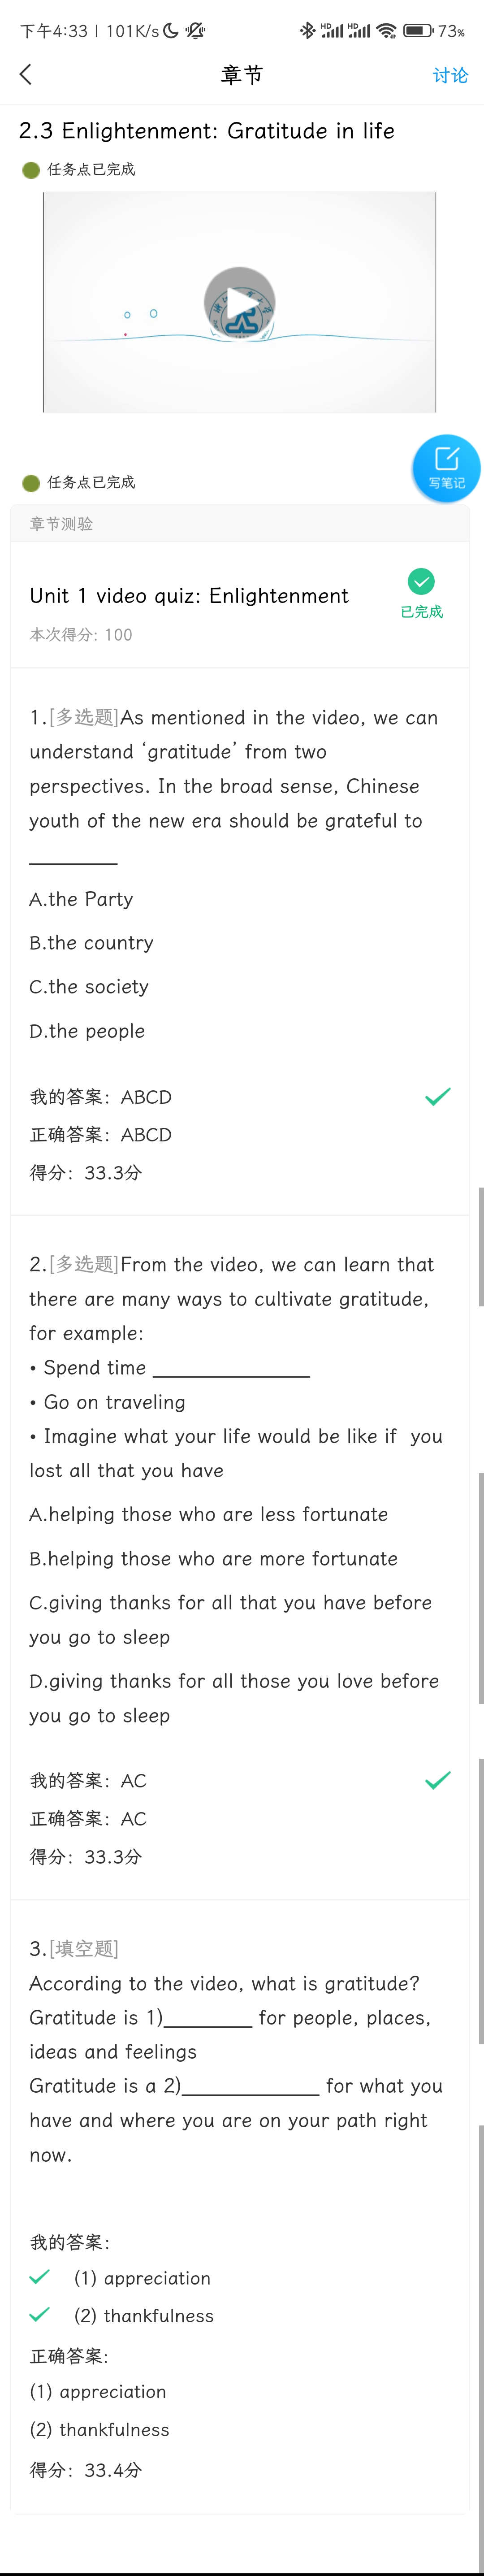 下午4:33 | 101K/s HD HD 73%
章节 讨论
2.3 Enlightenment: Gratitude in life
任务点已完成
写笔记
任务点已完成
章节测验
Unit 1 video quiz: Enlightenment
已完成
本次得分: 100
1.[多选题]As mentioned in the video, we can
understand ‘gratitude’ from two
perspectives. In the broad sense, Chinese
youth of the new era should be grateful to
________
A.the Party
B.the country
C.the society
D.the people
我的答案：ABCD
正确答案：ABCD
得分：33.3分
2.[多选题]From the video, we can learn that
there are many ways to cultivate gratitude,
for example:
• Spend time ______________
• Go on traveling
• Imagine what your life would be like if you
lost all that you have
A.helping those who are less fortunate
B.helping those who are more fortunate
C.giving thanks for all that you have before
you go to sleep
D.giving thanks for all those you love before
you go to sleep
我的答案：AC
正确答案：AC
得分：33.3分
3.[填空题]
According to the video, what is gratitude?
Gratitude is 1)________ for people, places,
ideas and feelings
Gratitude is a 2)____________ for what you
have and where you are on your path right
now.
我的答案：
(1) appreciation
(2) thankfulness
正确答案：
(1) appreciation
(2) thankfulness
得分：33.4分